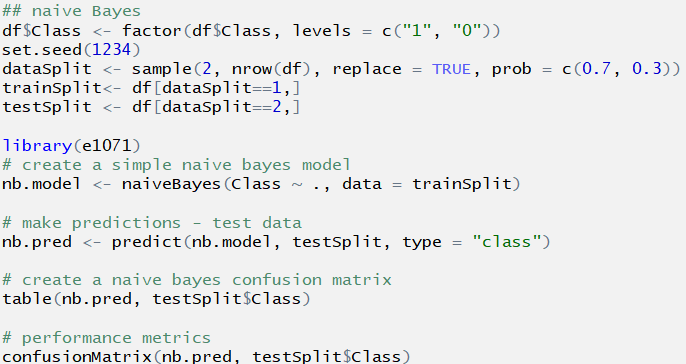 ## naive Bayes
df$Class <- factor(df$Class, levels = c("1", "0"))
set.seed(1234)
dataSplit <- sample(2, nrow(df), replace = TRUE, prob = c(0.7, 0.3))
trainSplit<- df[dataSplit==1,]
testSplit <- df[dataSplit==2,]
library(e1071)
# create a simple naive bayes model
nb.model <- naiveBayes(Class ~ ., data = trainSplit)
# make predictions - test data
nb.pred <- predict(nb.model, testSplit, type = "class")
# create a naive bayes confusion matrix
table(nb.pred, testSplit$Class)
# performance metrics
confusionMatrix(nb.pred, testSplit$Class)